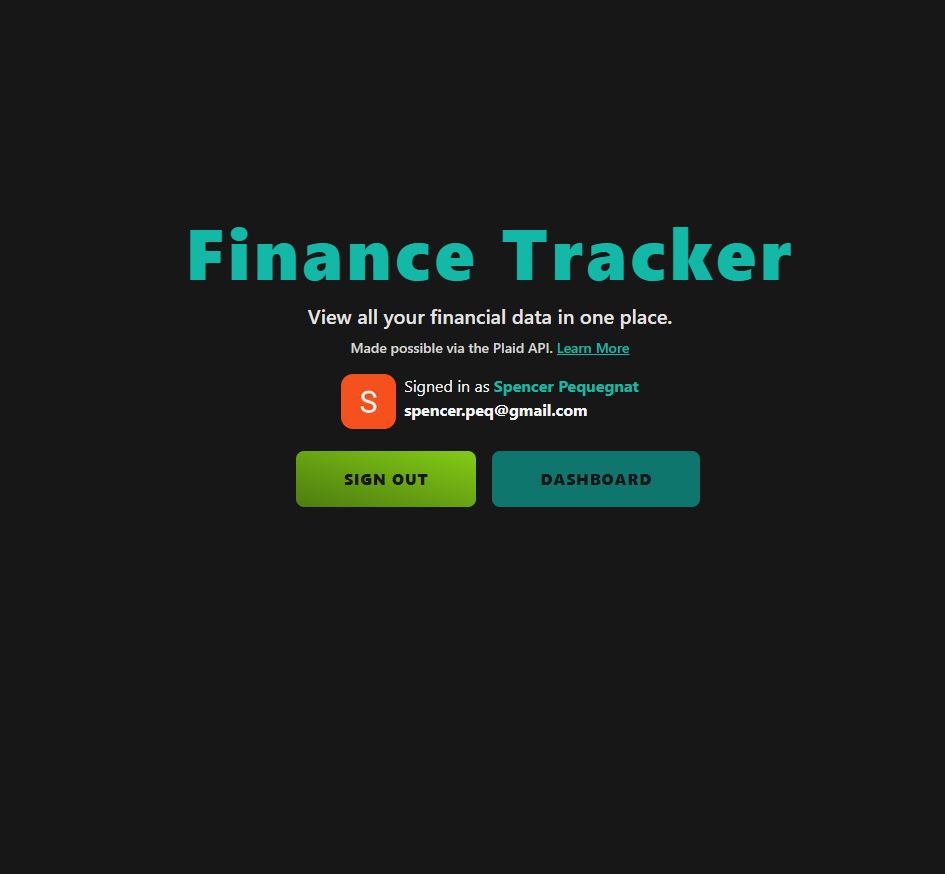 Finance Tracker
View all your financial data in one place.
Made possible via the Plaid API. Learn More
S
Signed in as Spencer Pequegnat
spencer.peq@gmail.com
SIGN OUT
DASHBOARD